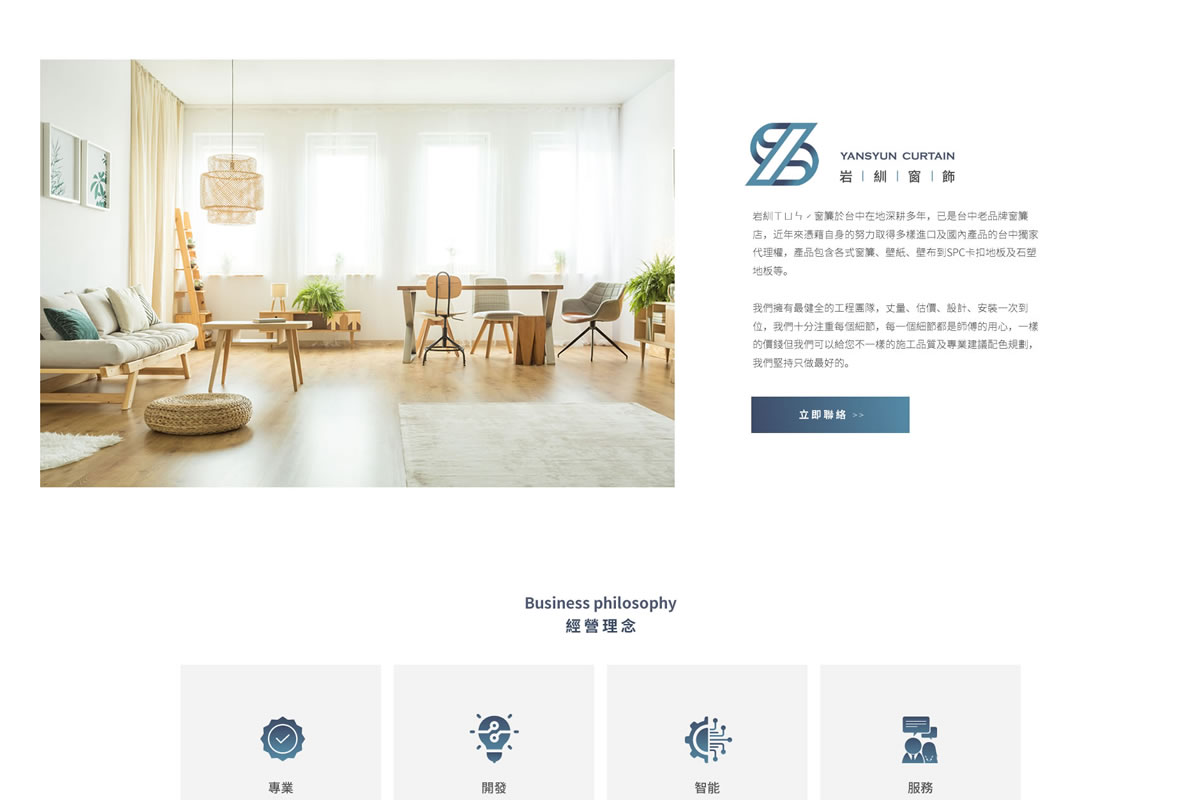 YANSYUN CURTAIN
岩 | 紃 | 窗 | 飾
岩紃ㄒㄩㄣˊ窗簾於台中在地深耕多年，已是台中老品牌窗簾
店，近年來憑藉自身的努力取得多樣進口及國內產品的台中獨家
代理權，產品包含各式窗簾、壁紙、壁布到SPC卡扣地板及石塑
地板等。
我們擁有最健全的工程團隊，丈量、估價、設計、安裝一次到
位，我們十分注重每個細節，每一個細節都是師傅的用心，一樣
的價錢但我們可以給您不一樣的施工品質及專業建議配色規劃，
我們堅持只做最好的。
立即聯絡 >>
Business philosophy
經營理念
專業
開發
智能
服務